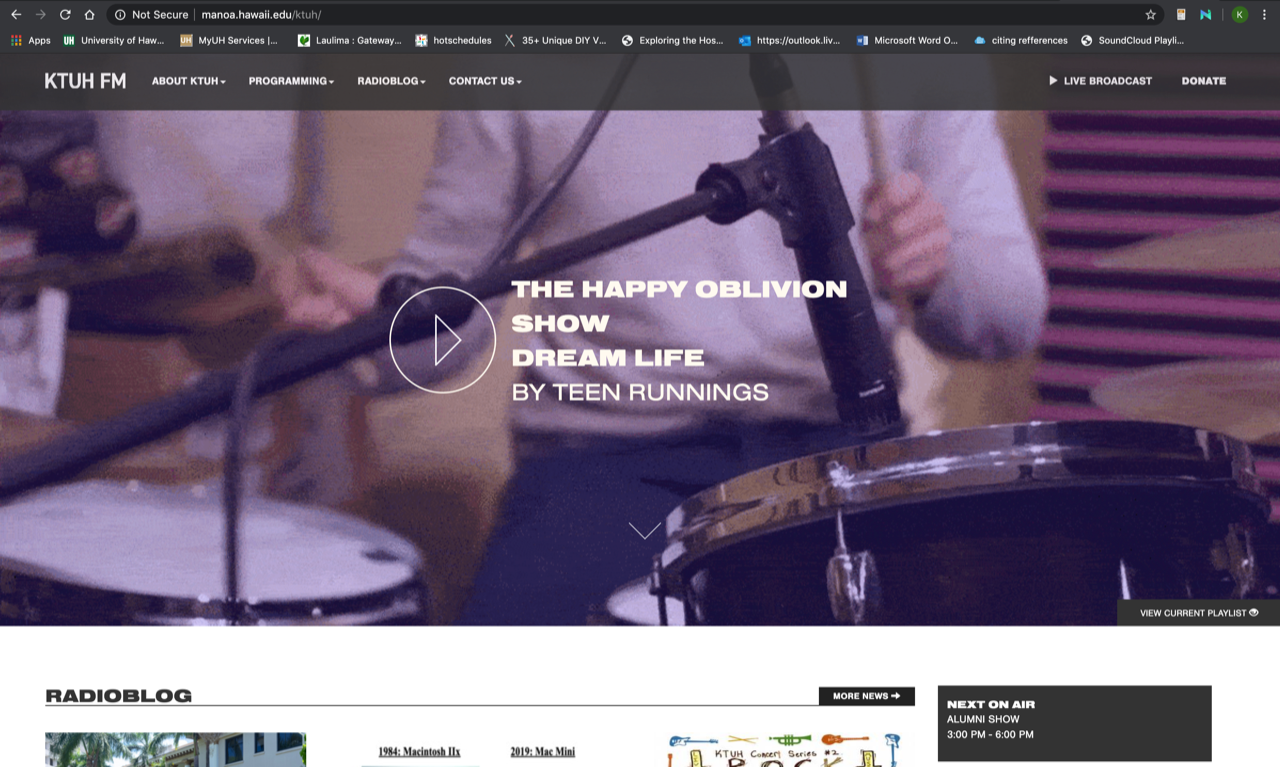 Not Secure manoa.hawaii.edu/ktuh/ K
Apps UH University of Haw... UH MyUH Services |... Laulima : Gateway... hotschedules 35+ Unique DIY V... Exploring the Hos... https://outlook.liv... Microsoft Word O... citing refferences SoundCloud Playli...
KTUH FM ABOUT KTUH PROGRAMMING RADIOBLOG CONTACT US LIVE BROADCAST DONATE
THE HAPPY OBLIVION
SHOW
DREAM LIFE
BY TEEN RUNNINGS
VIEW CURRENT PLAYLIST
RADIOBLOG
MORE NEWS
NEXT ON AIR
ALUMNI SHOW
3:00 PM - 6:00 PM
1984: Macintosh IIx 2019: Mac Mini
KTUH Concert Series #2